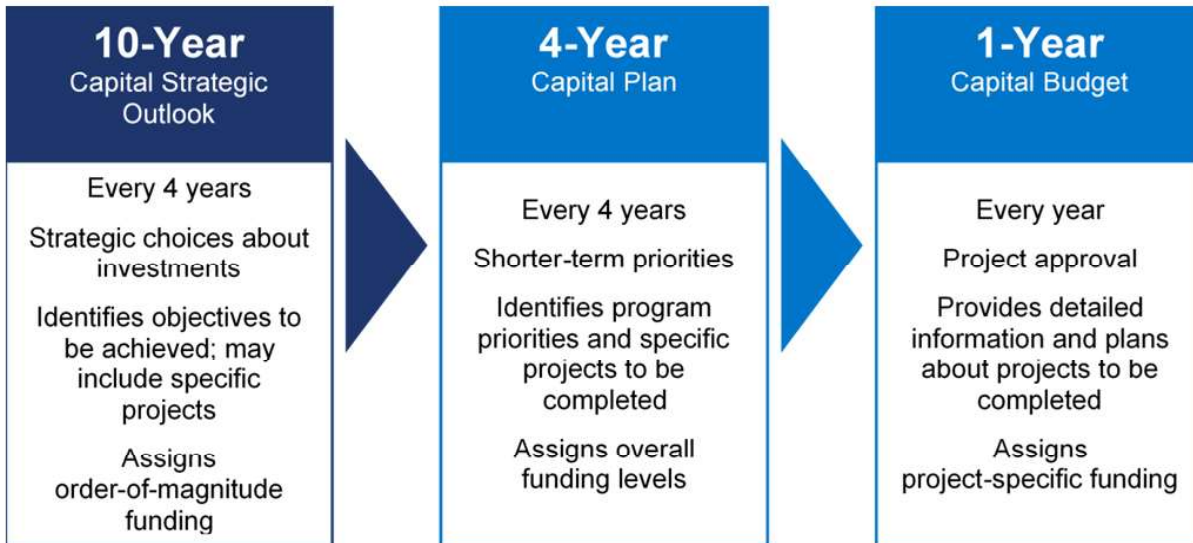 10-Year
Capital Strategic
Outlook
Every 4 years
Strategic choices about
investments
Identifies objectives to
be achieved; may
include specific
projects
Assigns
order-of-magnitude
funding
4-Year
Capital Plan
Every 4 years
Shorter-term priorities
Identifies program
priorities and specific
projects to be
completed
Assigns overall
funding levels
1-Year
Capital Budget
Every year
Project approval
Provides detailed
information and plans
about projects to be
completed
Assigns
project-specific funding